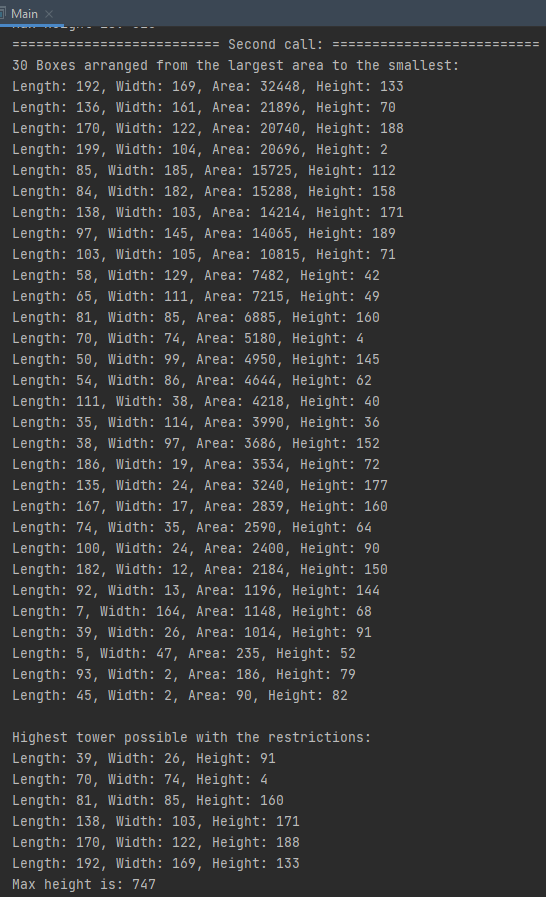 Main
========================== Second call: ==========================
30 Boxes arranged from the largest area to the smallest:
Length: 192, Width: 169, Area: 32448, Height: 133
Length: 136, Width: 161, Area: 21896, Height: 70
Length: 170, Width: 122, Area: 20740, Height: 188
Length: 199, Width: 104, Area: 20696, Height: 2
Length: 85, Width: 185, Area: 15725, Height: 112
Length: 84, Width: 182, Area: 15288, Height: 158
Length: 138, Width: 103, Area: 14214, Height: 171
Length: 97, Width: 145, Area: 14065, Height: 189
Length: 103, Width: 105, Area: 10815, Height: 71
Length: 58, Width: 129, Area: 7482, Height: 42
Length: 65, Width: 111, Area: 7215, Height: 49
Length: 81, Width: 85, Area: 6885, Height: 160
Length: 70, Width: 74, Area: 5180, Height: 4
Length: 50, Width: 99, Area: 4950, Height: 145
Length: 54, Width: 86, Area: 4644, Height: 62
Length: 111, Width: 38, Area: 4218, Height: 40
Length: 35, Width: 114, Area: 3990, Height: 36
Length: 38, Width: 97, Area: 3686, Height: 152
Length: 186, Width: 19, Area: 3534, Height: 72
Length: 135, Width: 24, Area: 3240, Height: 177
Length: 167, Width: 17, Area: 2839, Height: 160
Length: 74, Width: 35, Area: 2590, Height: 64
Length: 100, Width: 24, Area: 2400, Height: 90
Length: 182, Width: 12, Area: 2184, Height: 150
Length: 92, Width: 13, Area: 1196, Height: 144
Length: 7, Width: 164, Area: 1148, Height: 68
Length: 39, Width: 26, Area: 1014, Height: 91
Length: 5, Width: 47, Area: 235, Height: 52
Length: 93, Width: 2, Area: 186, Height: 79
Length: 45, Width: 2, Area: 90, Height: 82
Highest tower possible with the restrictions:
Length: 39, Width: 26, Height: 91
Length: 70, Width: 74, Height: 4
Length: 81, Width: 85, Height: 160
Length: 138, Width: 103, Height: 171
Length: 170, Width: 122, Height: 188
Length: 192, Width: 169, Height: 133
Max height is: 747